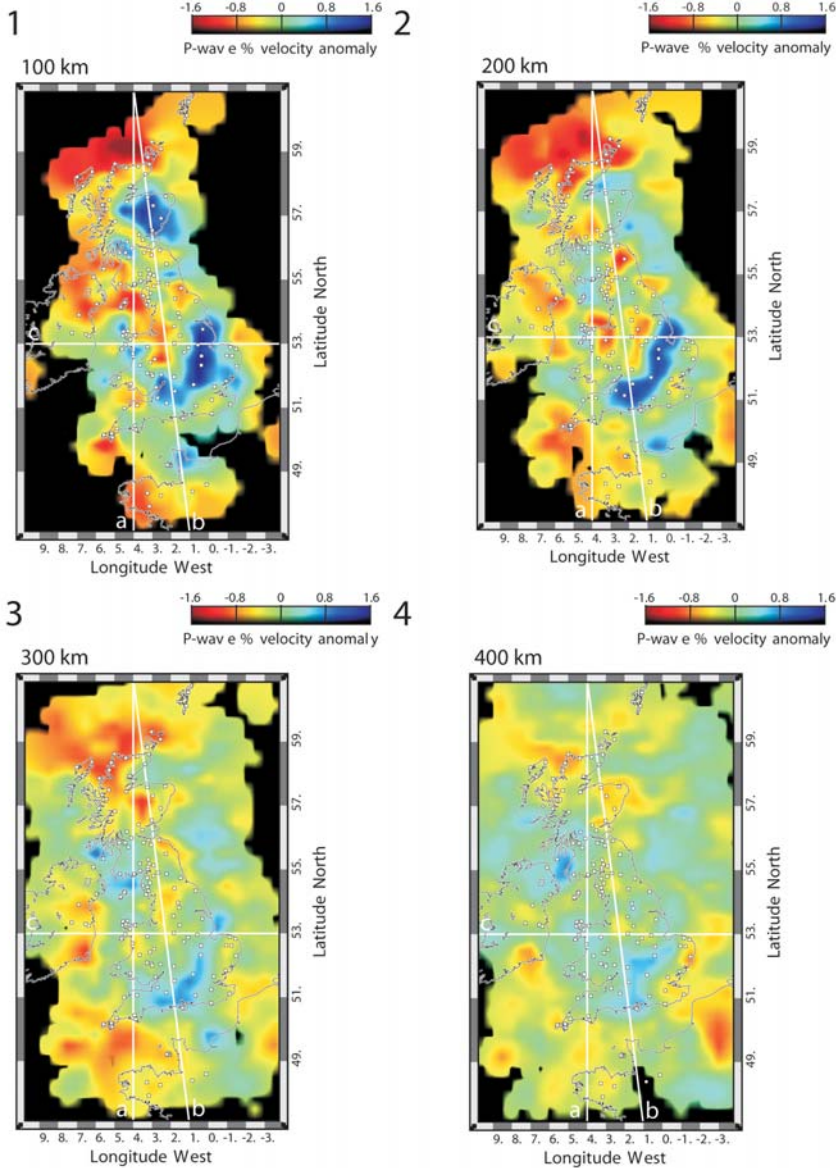 1
-1.6 -0.8 0 0.8 1.6
P-wav e % velocity anomaly
100 km
c
a b
59.
57.
55.
53.
51.
49.
Latitude North
9. 8. 7. 6. 5. 4. 3. 2. 1. 0. -1. -2. -3.
Longitude West
2
-1.6 -0.8 0 0.8 1.6
P-wave % velocity anomaly
200 km
c
a b
59.
57.
55.
53.
51.
49.
Latitude North
9. 8. 7. 6. 5. 4. 3. 2. 1. 0. -1. -2. -3.
Longitude West
3
-1.6 -0.8 0 0.8 1.6
P-wav e % velocity anomaly
300 km
c
a b
59.
57.
55.
53.
51.
49.
Latitude North
9. 8. 7. 6. 5. 4. 3. 2. 1. 0. -1. -2. -3.
Longitude West
4
-1.6 -0.8 0 0.8 1.6
P-wav e % velocity anomaly
400 km
c
a b
59.
57.
55.
53.
51.
49.
Latitude North
9. 8. 7. 6. 5. 4. 3. 2. 1. 0. -1. -2. -3.
Longitude West